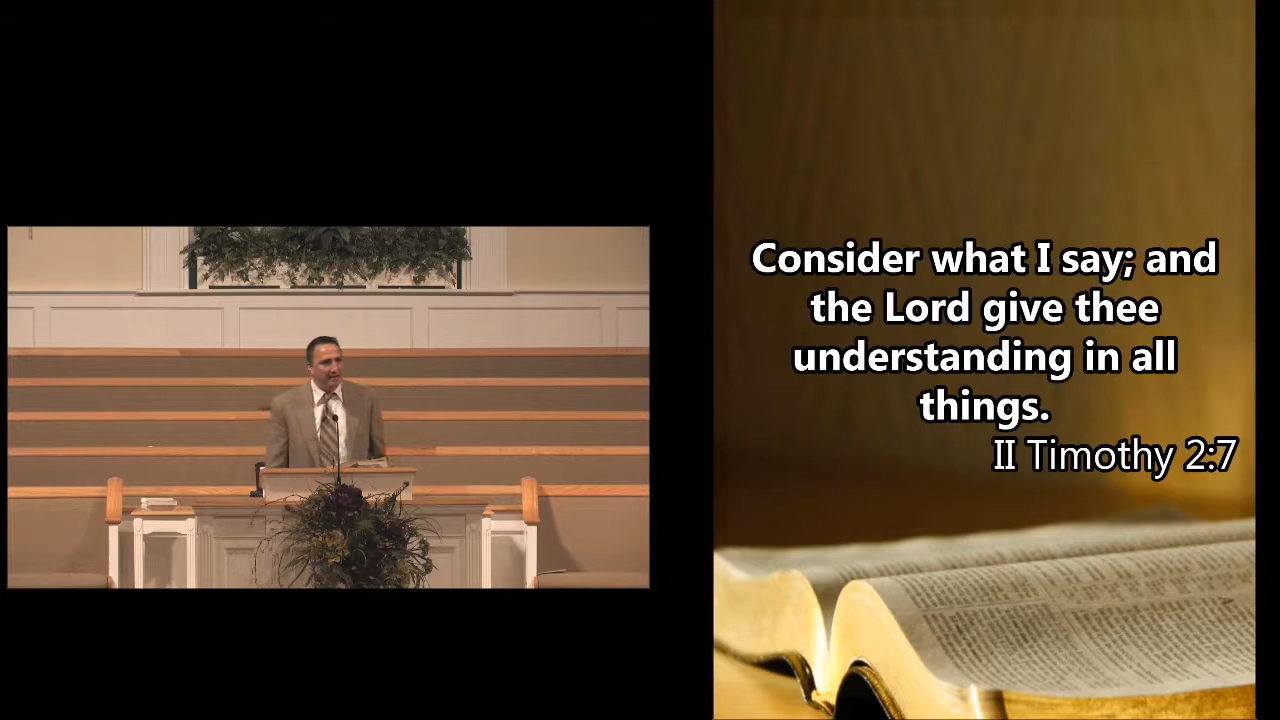 Consider what I say; and
the Lord give thee
understanding in all
things.
II Timothy 2:7